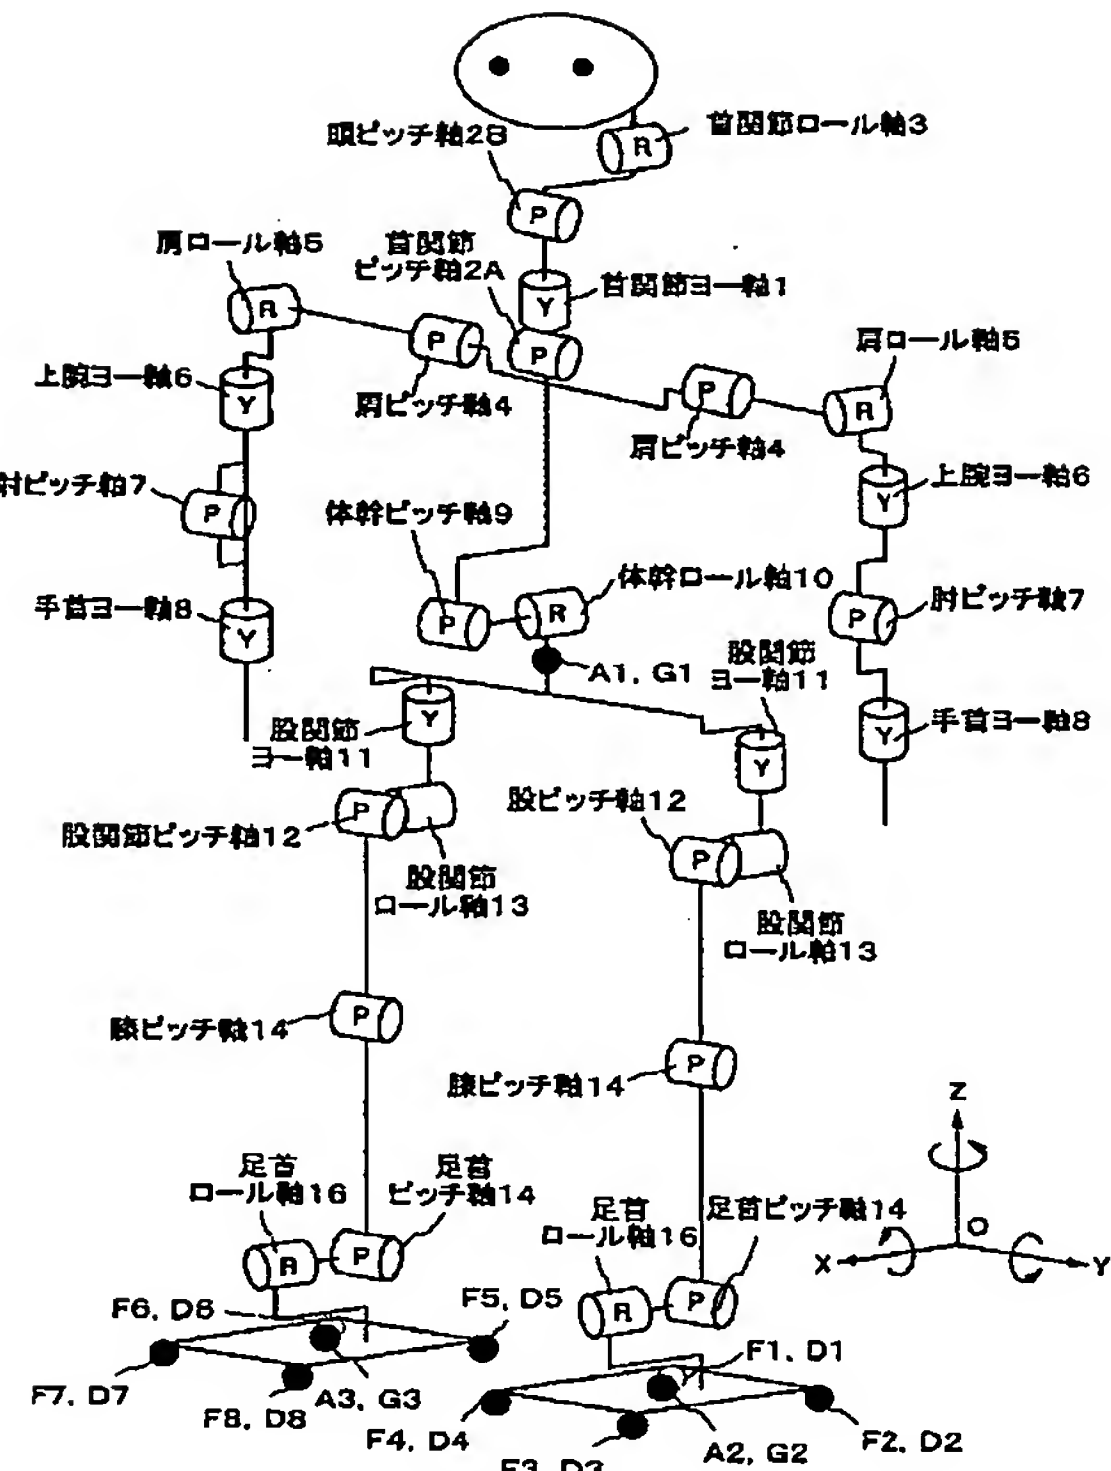 頭ピッチ軸2B
首関節ロール軸3
R
P
肩ロール軸5
首関節
ピッチ軸2A
Y
首関節ヨー軸1
R
P
P
肩ピッチ軸4
上腕ヨー軸6
Y
P
肩ピッチ軸4
肩ロール軸5
R
肘ピッチ軸7
P
体幹ピッチ軸9
上腕ヨー軸6
Y
手首ヨー軸8
Y
P
R
体幹ロール軸10
P
肘ピッチ軸7
A1, G1
股関節
ヨー軸11
Y
股関節
ヨー軸11
Y
Y
手首ヨー軸8
P
股関節ピッチ軸12
股関節
ロール軸13
股ピッチ軸12
P
股関節
ロール軸13
膝ピッチ軸14
P
膝ピッチ軸14
P
Z
O
X
Y
足首
ロール軸16
足首
ピッチ軸14
R
P
足首
ロール軸16
足首ピッチ軸14
R
P
F6, D6
F5, D5
F7, D7
F8, D8
A3, G3
F1, D1
F4, D4
F3, D3
A2, G2
F2, D2